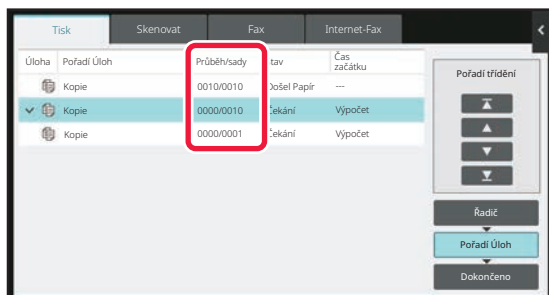 Tisk
Skenovat
Fax
Internet-Fax
Úloha Pořadí Úloh Průběh/sady tav Čas začátku
Kopie 0010/0010 Došel Papír ---
Kopie 0000/0010 Čekání Výpočet
Kopie 0000/0001 Čekání Výpočet
Pořadí třídění
Řadič
Pořadí Úloh
Dokončeno